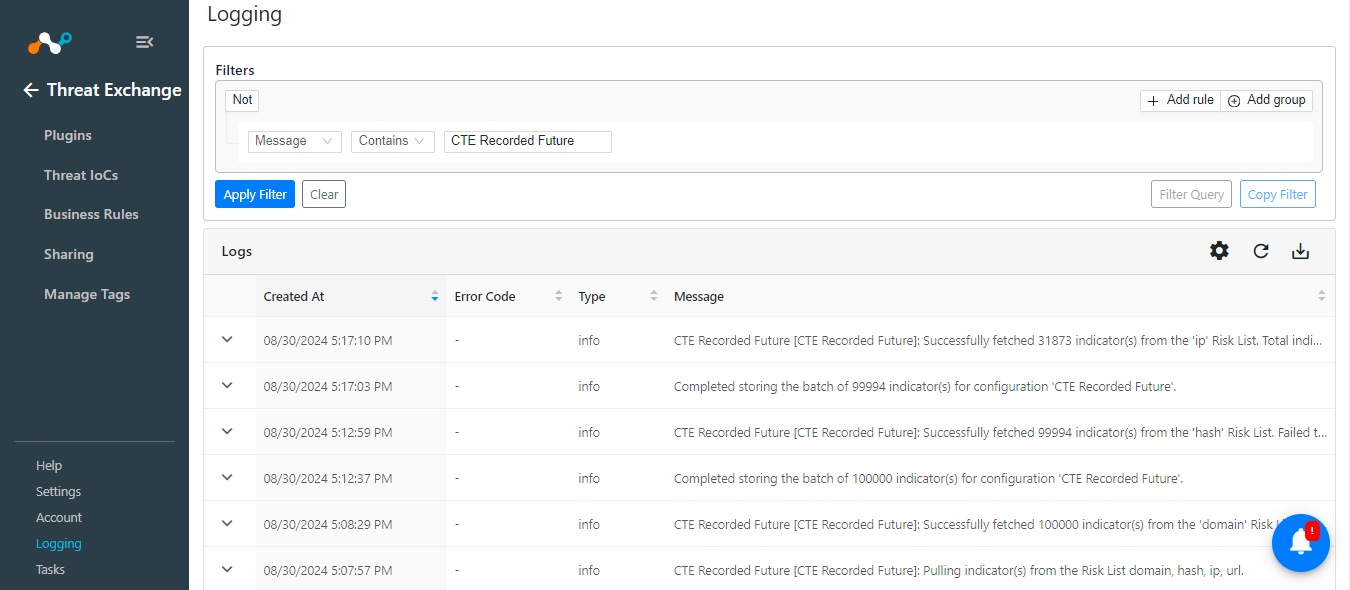 Logging
Threat Exchange
Plugins
Threat IoCs
Business Rules
Sharing
Manage Tags
Help
Settings
Account
Logging
Tasks
Filters
Not
Add rule
Add group
Message
Contains
CTE Recorded Future
Apply Filter
Clear
Filter Query
Copy Filter
Logs
Created At Error Code Type Message
08/30/2024 5:17:10 PM - info CTE Recorded Future [CTE Recorded Future]: Successfully fetched 31873 indicator(s) from the 'ip' Risk List. Total indi...
08/30/2024 5:17:03 PM - info Completed storing the batch of 99994 indicator(s) for configuration 'CTE Recorded Future'.
08/30/2024 5:12:59 PM - info CTE Recorded Future [CTE Recorded Future]: Successfully fetched 99994 indicator(s) from the 'hash' Risk List. Failed t...
08/30/2024 5:12:37 PM - info Completed storing the batch of 100000 indicator(s) for configuration 'CTE Recorded Future'.
08/30/2024 5:08:29 PM - info CTE Recorded Future [CTE Recorded Future]: Successfully fetched 100000 indicator(s) from the 'domain' Risk
08/30/2024 5:07:57 PM - info CTE Recorded Future [CTE Recorded Future]: Pulling indicator(s) from the Risk List domain, hash, ip, url.
!